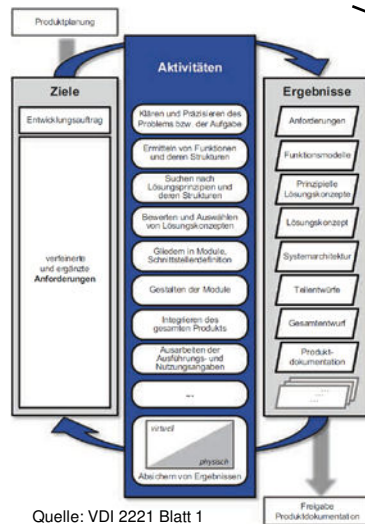 Produktplanung
Ziele
Entwicklungsauftrag
verfeinerte
und ergänzte
Anforderungen
Aktivitäten
Klären und Präzisieren des
Problems bzw. der Aufgabe
Ermitteln von Funktionen
und deren Strukturen
Suchen nach
Lösungsprinzipien und
deren Strukturen
Bewerten und Auswählen
von Lösungskonzepten
Gliedern in Module,
Schnittstellendefinition
Gestalten der Module
Integrieren des
gesamten Produkts
Ausarbeiten der
Ausführungs- und
Nutzungsangaben
...
virtuell
physisch
Absichern von Ergebnissen
Ergebnisse
Anforderungen
Funktionsmodelle
Prinzipielle
Lösungskonzepte
Lösungskonzept
Systemarchitektur
Teilentwürfe
Gesamtentwurf
Produkt-
dokumentation
...
Freigabe
Produktdokumentation
Quelle: VDI 2221 Blatt 1